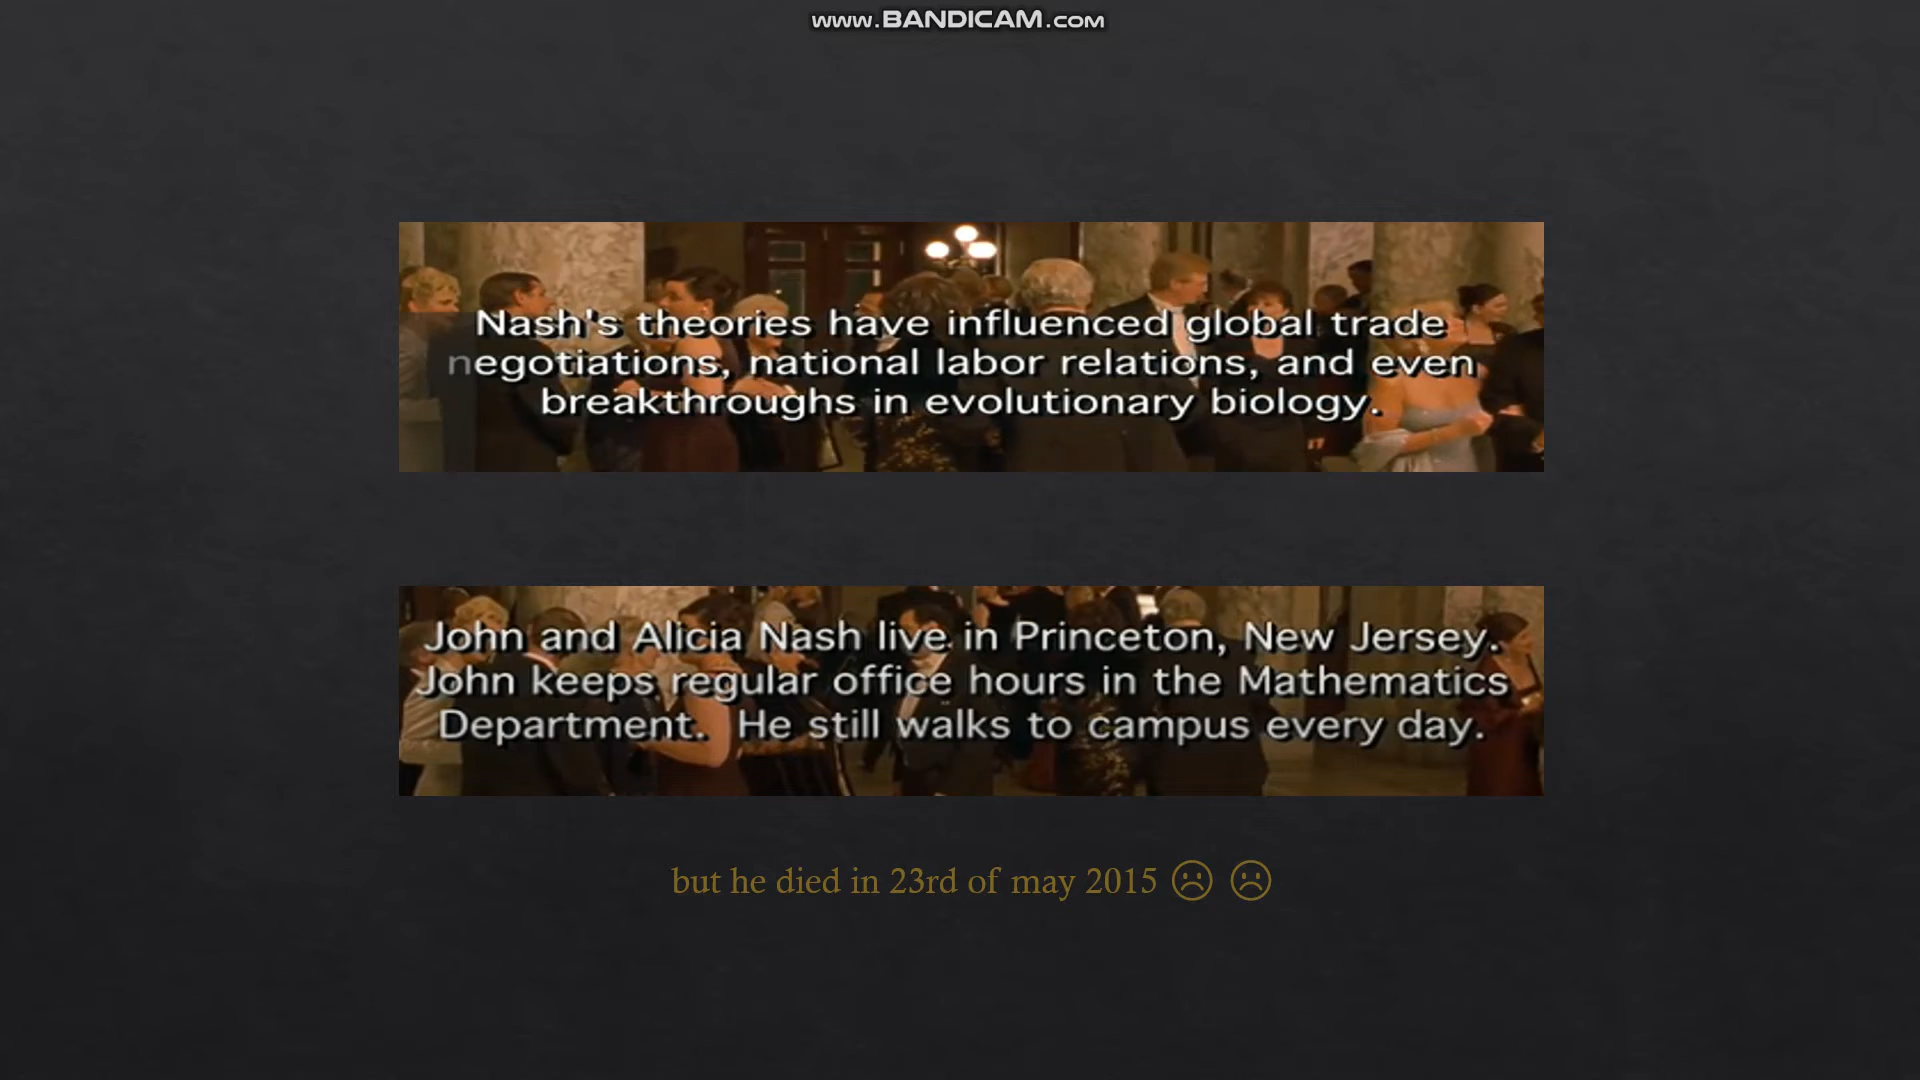 www.BANDICAM.com
Nash's theories have influenced global trade
negotiations, national labor relations, and even
breakthroughs in evolutionary biology.
John and Alicia Nash live in Princeton, New Jersey.
John keeps regular office hours in the Mathematics
Department. He still walks to campus every day.
but he died in 23rd of may 2015 ☹ ☹